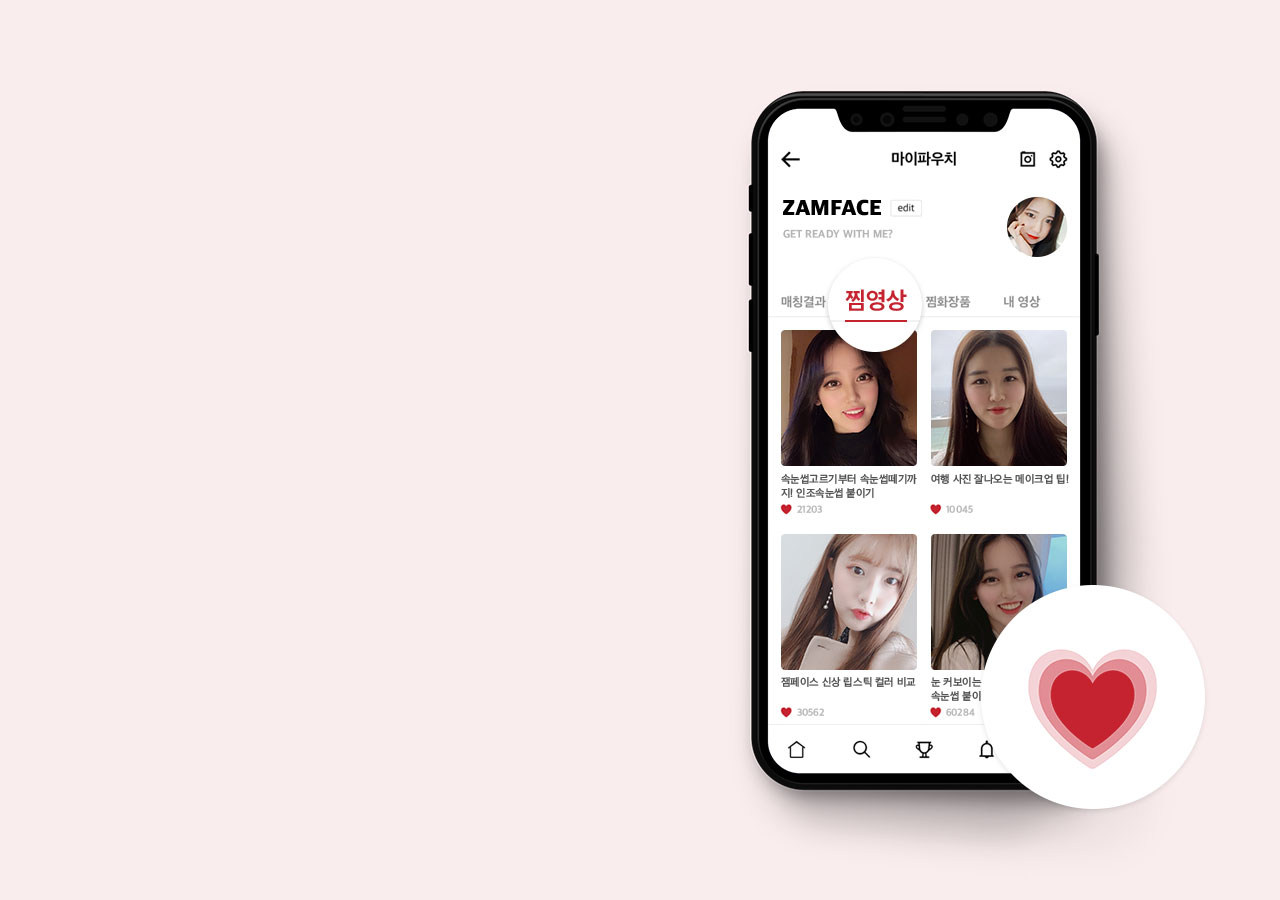 마이파우치
ZAMFACE edit
GET READY WITH ME?
매칭결과 찜영상 찜화장품 내 영상
속눈썹고르기부터 속눈썹떼기까
지! 인조속눈썹 붙이기
21203
여행 사진 잘나오는 메이크업 팁!
10045
잼페이스 신상 립스틱 컬러 비교
30562
눈 커보이는
속눈썹 붙이
60284